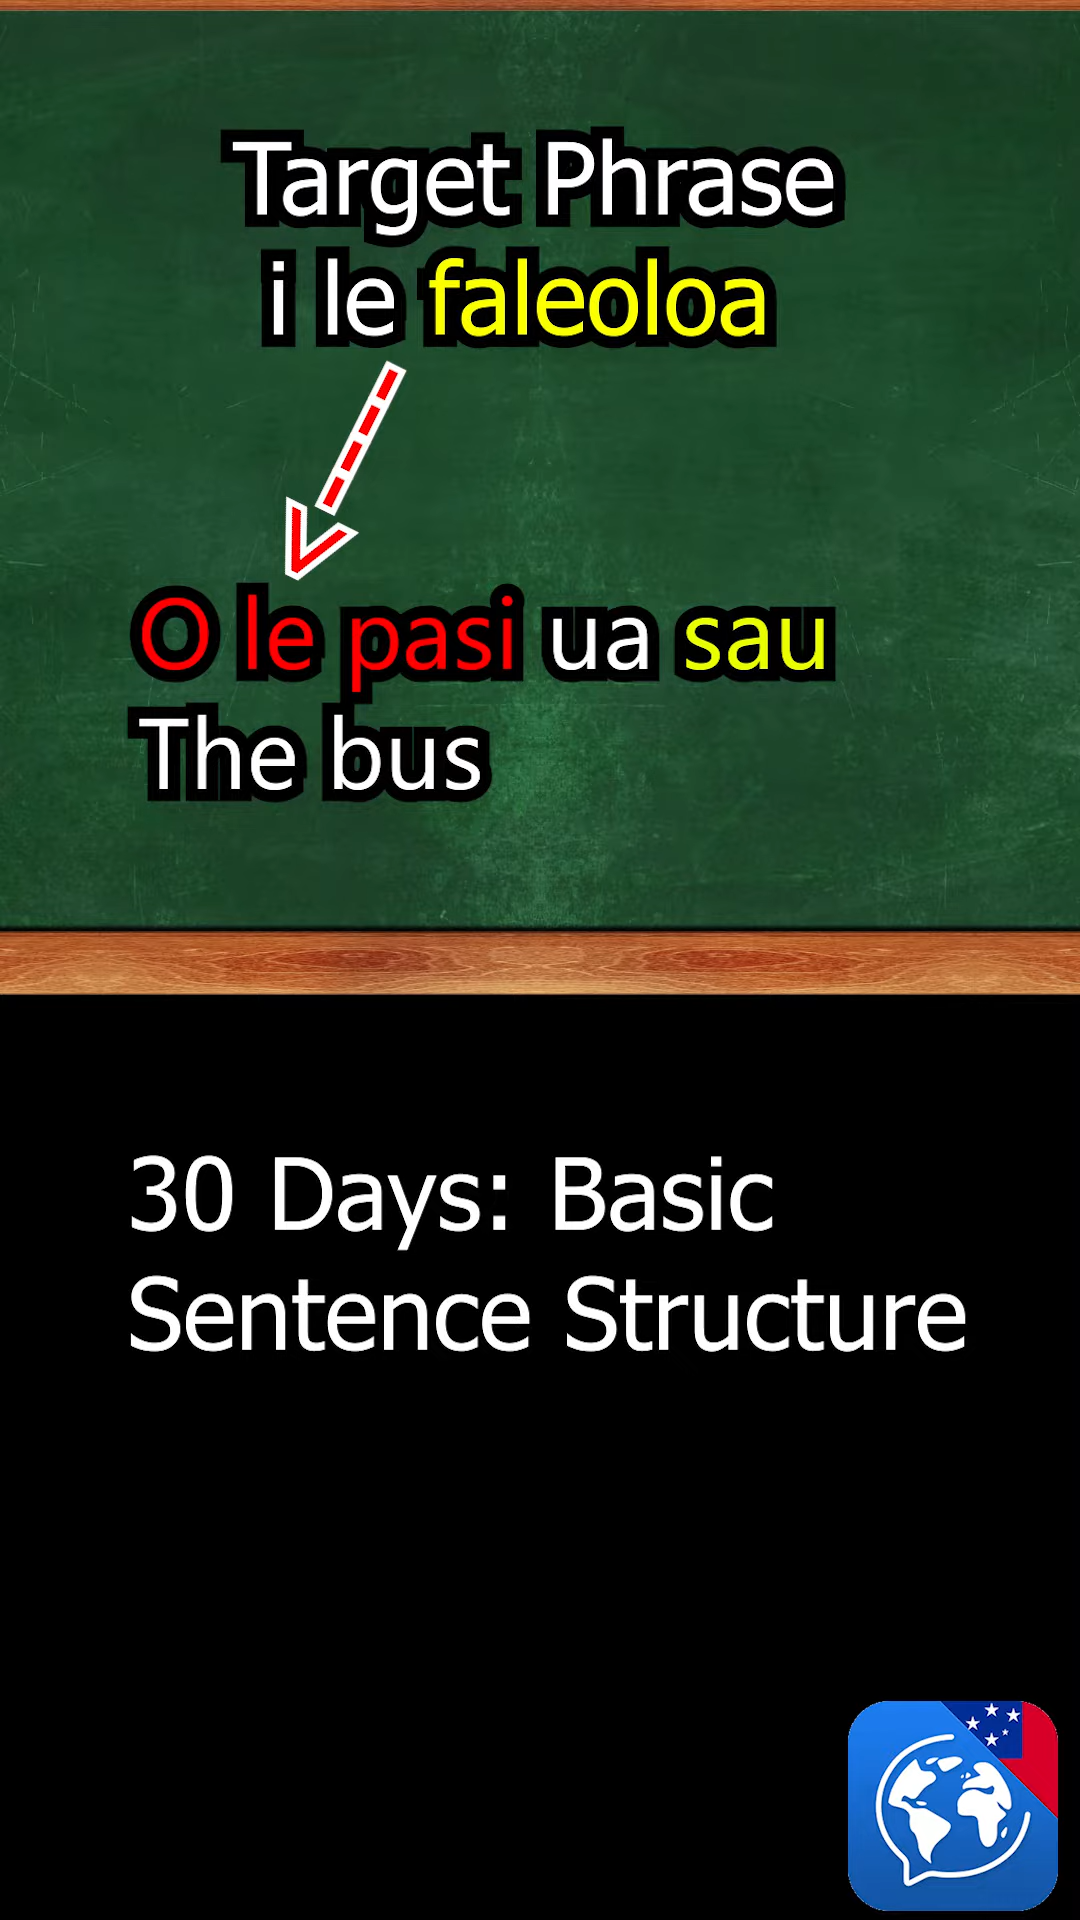 Target Phrase
i le faleoloa
O le pasi ua sau
The bus
30 Days: Basic
Sentence Structure